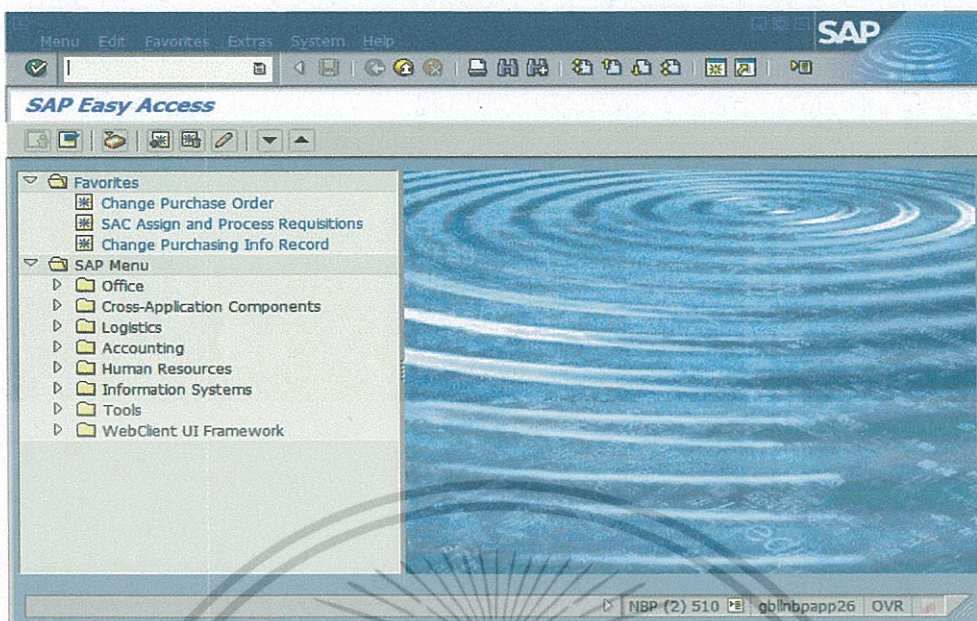 Menu Edit Favorites Extras System Help
SAP
SAP Easy Access
Favorites
Change Purchase Order
SAC Assign and Process Requisitions
Change Purchasing Info Record
SAP Menu
Office
Cross-Application Components
Logistics
Accounting
Human Resources
Information Systems
Tools
WebClient UI Framework
NBP (2) 510 gbllnbpapp26 OVR